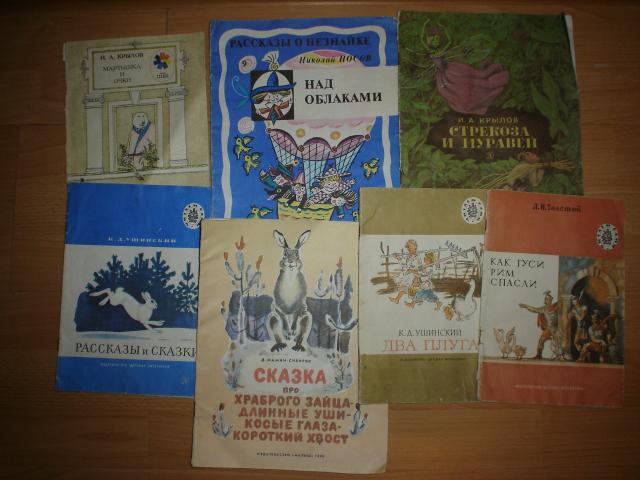 И. А. КРЫЛОВ
МАРТЫШКА
И
ОЧКИ
РАССКАЗЫ О НЕЗНАЙКЕ
Николай НОСОВ
НАД
ОБЛАКАМИ
И. А. КРЫЛОВ
СТРЕКОЗА
И МУРАВЕЙ
К. Д. УШИНСКИЙ
РАССКАЗЫ и СКАЗКИ
Д. МАМИН-СИБИРЯК
СКАЗКА
ПРО
ХРАБРОГО ЗАЙЦА-
ДЛИННЫЕ УШИ-
КОСЫЕ ГЛАЗА-
КОРОТКИЙ ХВОСТ
К. Д. УШИНСКИЙ
ДВА ПЛУГА
Л. Н. Толстой
КАК ГУСИ
РИМ
СПАСЛИ